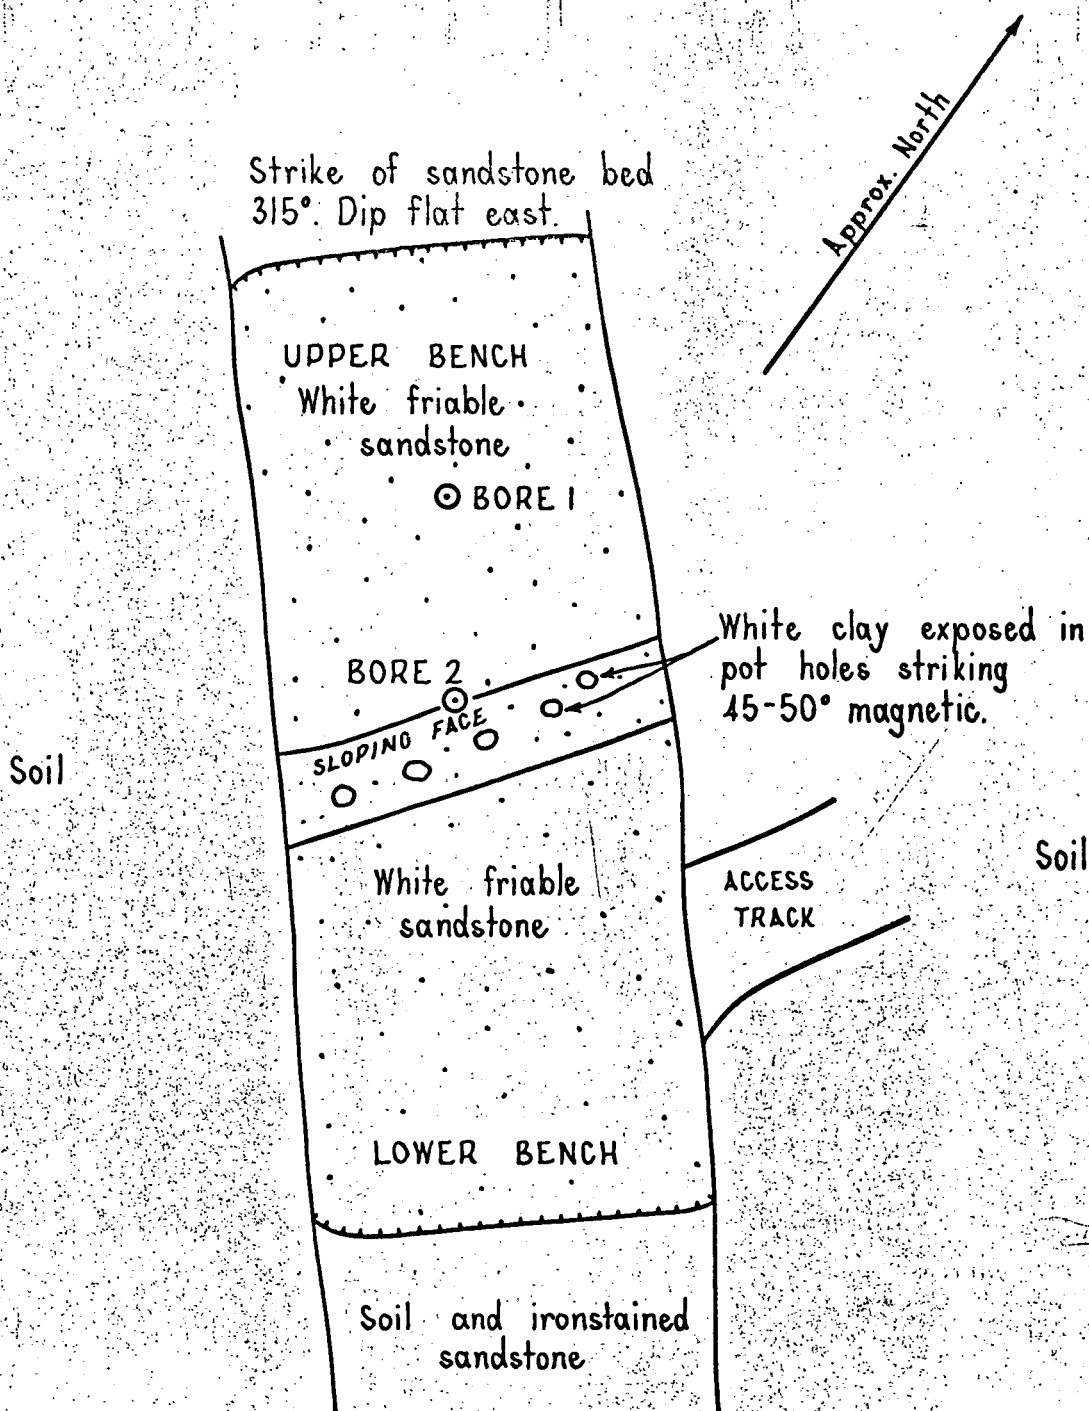 Approx. North
Strike of sandstone bed
315°. Dip flat east.
UPPER BENCH
White friable
sandstone
BORE 1
White clay exposed in
pot holes striking
45-50° magnetic.
BORE 2
SLOPING FACE
Soil
Soil
White friable
sandstone
ACCESS
TRACK
LOWER BENCH
Soil and ironstained
sandstone